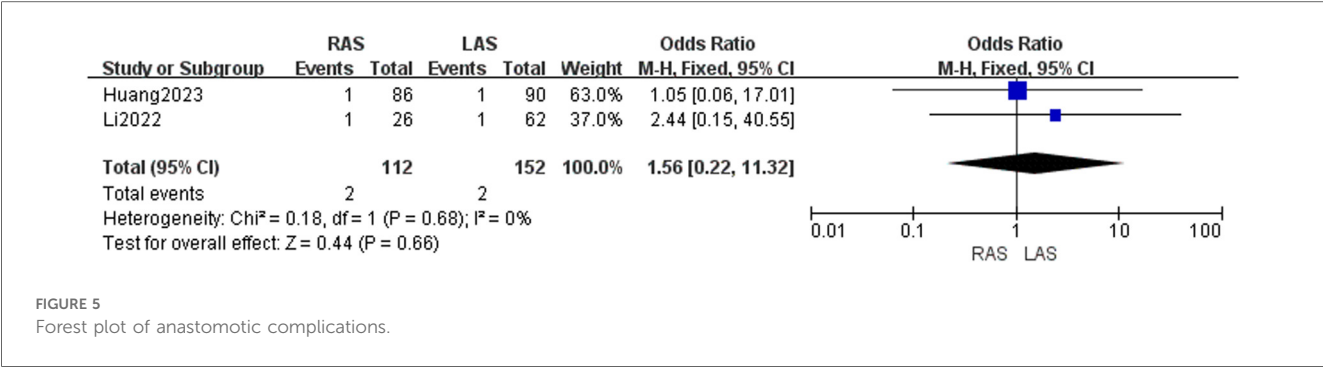 RAS LAS Odds Ratio Odds Ratio
Study or Subgroup Events Total Events Total Weight M-H, Fixed, 95% CI M-H, Fixed, 95% CI
Huang2023 1 86 1 90 63.0% 1.05 [0.06, 17.01]
Li2022 1 26 1 62 37.0% 2.44 [0.15, 40.55]
Total (95% CI) 112 152 100.0% 1.56 [0.22, 11.32]
Total events 2 2
Heterogeneity: Chi² = 0.18, df = 1 (P = 0.68); I² = 0%
Test for overall effect: Z = 0.44 (P = 0.66)
0.01 0.1 1 10 100
RAS LAS
FIGURE 5
Forest plot of anastomotic complications.